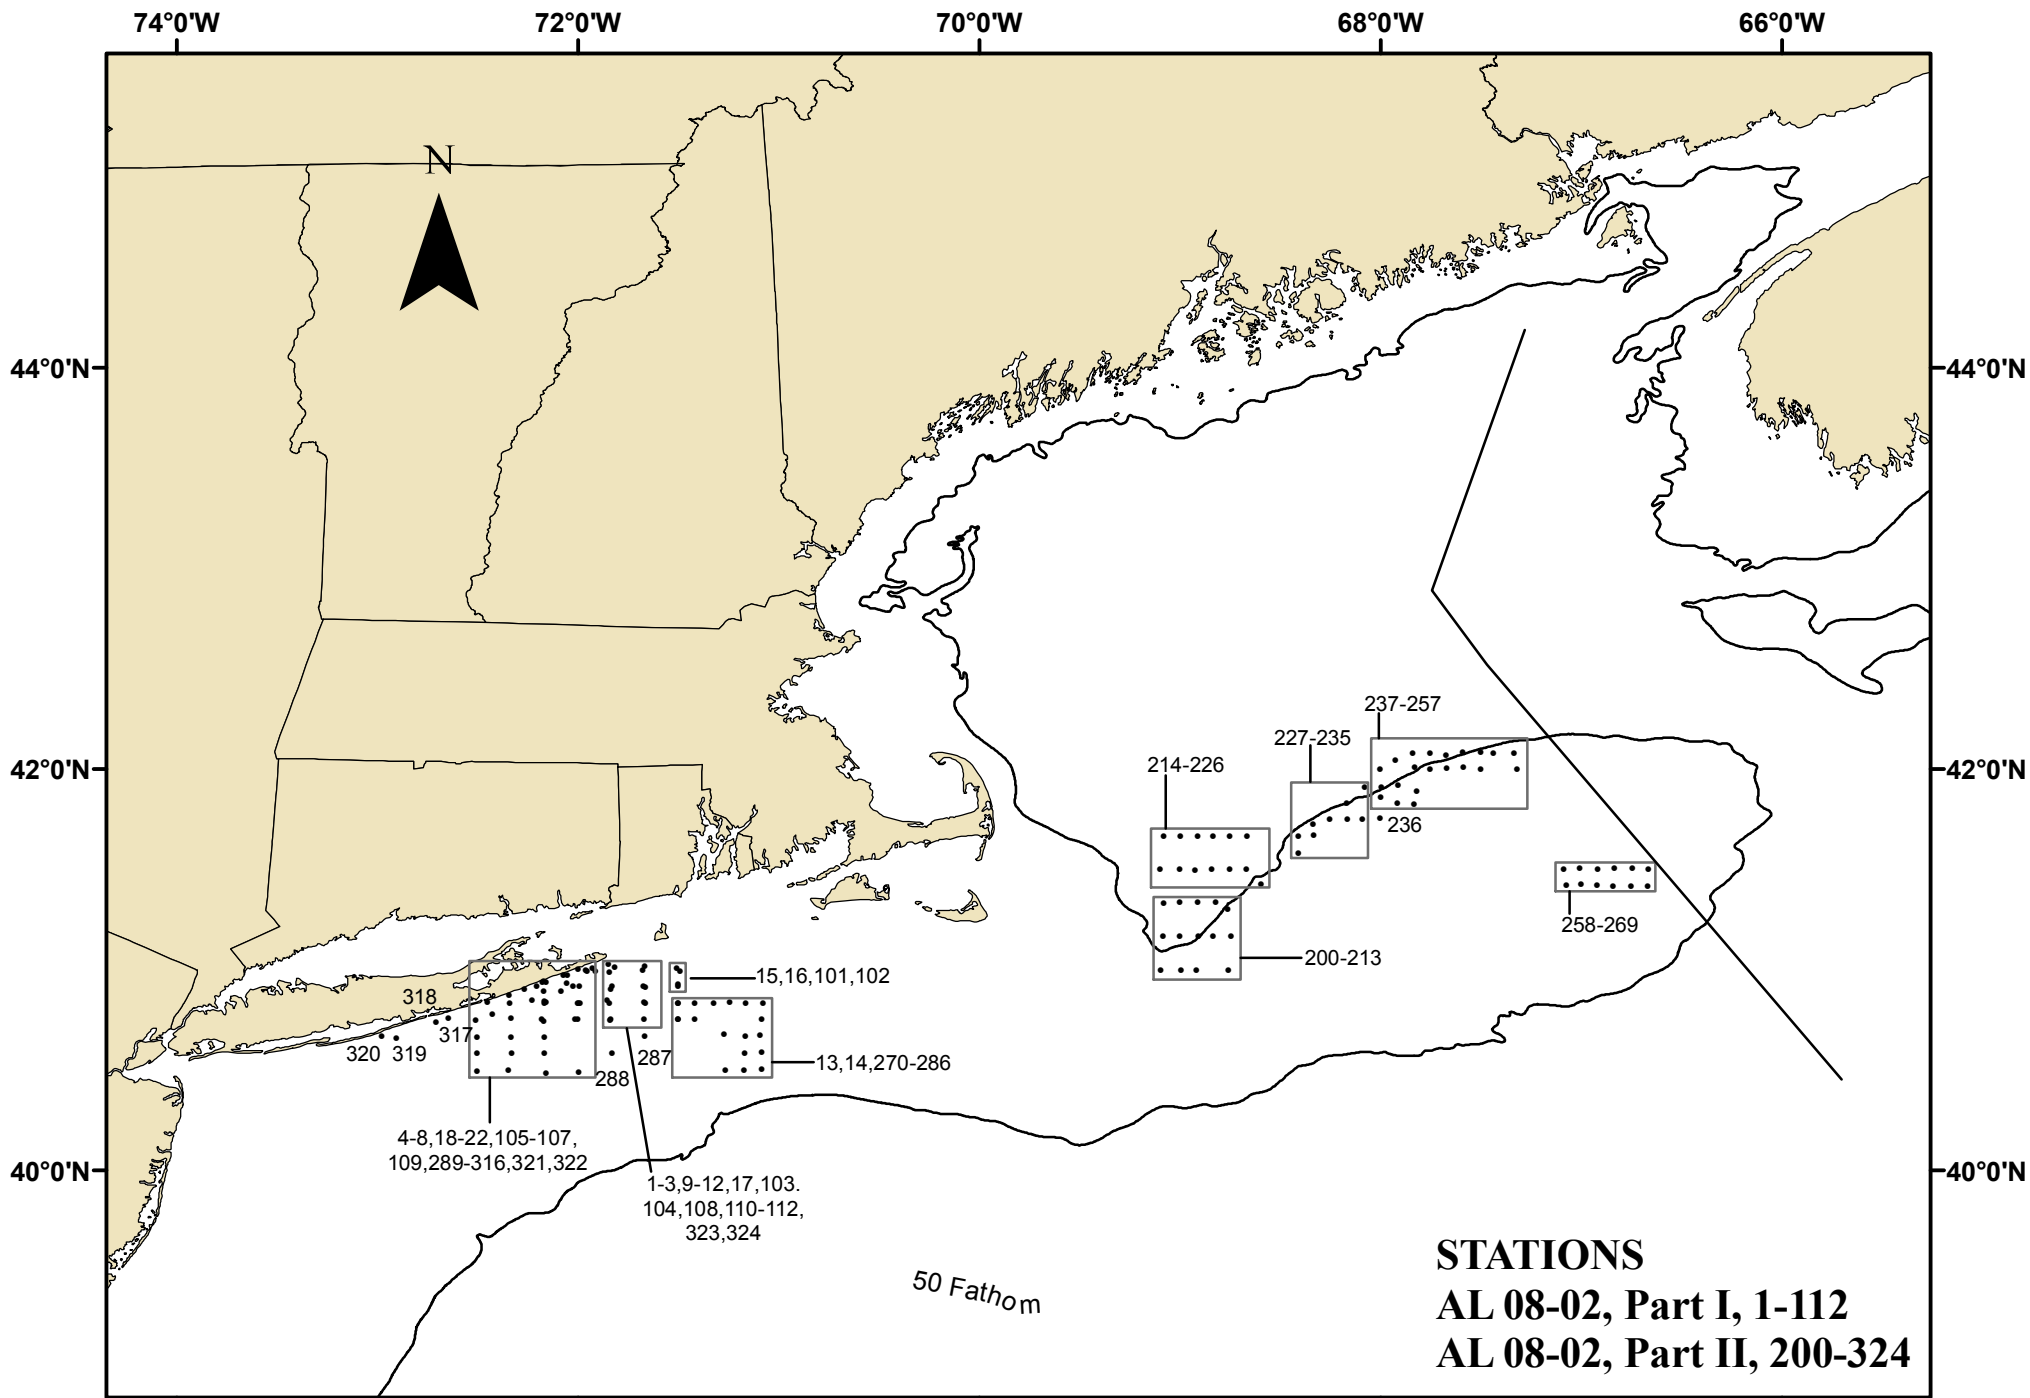 74°0'W 72°0'W 70°0'W 68°0'W 66°0'W
N
44°0'N 44°0'N
237-257
227-235
214-226
42°0'N 42°0'N
236
258-269
200-213
15,16,101,102
318
317
320 319
287
288
13,14,270-286
4-8,18-22,105-107,
109,289-316,321,322
40°0'N 40°0'N
1-3,9-12,17,103.
104,108,110-112,
323,324
50 Fathom
STATIONS
AL 08-02, Part I, 1-112
AL 08-02, Part II, 200-324